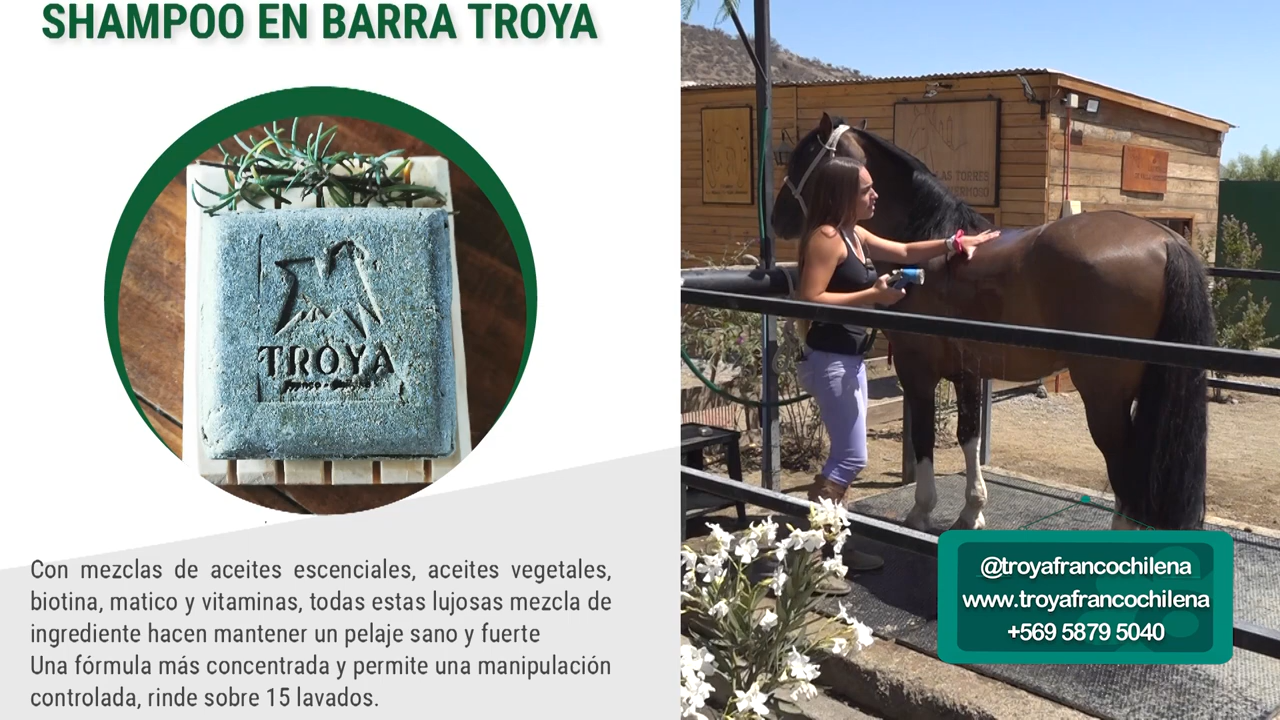 SHAMPOO EN BARRA TROYA
TROYA
Con mezclas de aceites escenciales, aceites vegetales,
biotina, matico y vitaminas, todas estas lujosas mezcla de
ingrediente hacen mantener un pelaje sano y fuerte
Una fórmula más concentrada y permite una manipulación
controlada, rinde sobre 15 lavados.
LAS TORRES
@troyafrancochilena
www.troyafrancochilena
+569 5879 5040